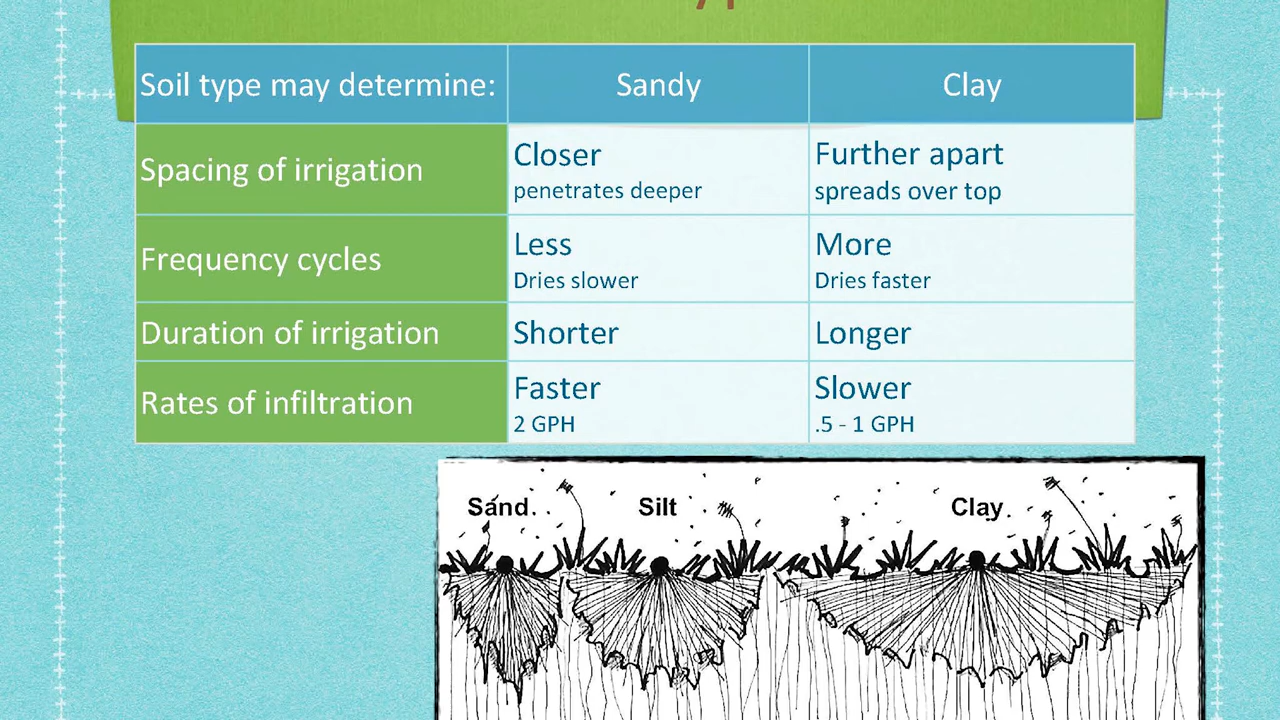 Soil type may determine: Sandy Clay
Spacing of irrigation
Closer
penetrates deeper
Further apart
spreads over top
Frequency cycles
Less
Dries slower
More
Dries faster
Duration of irrigation Shorter Longer
Rates of infiltration
Faster
2 GPH
Slower
.5 - 1 GPH
Sand Silt Clay